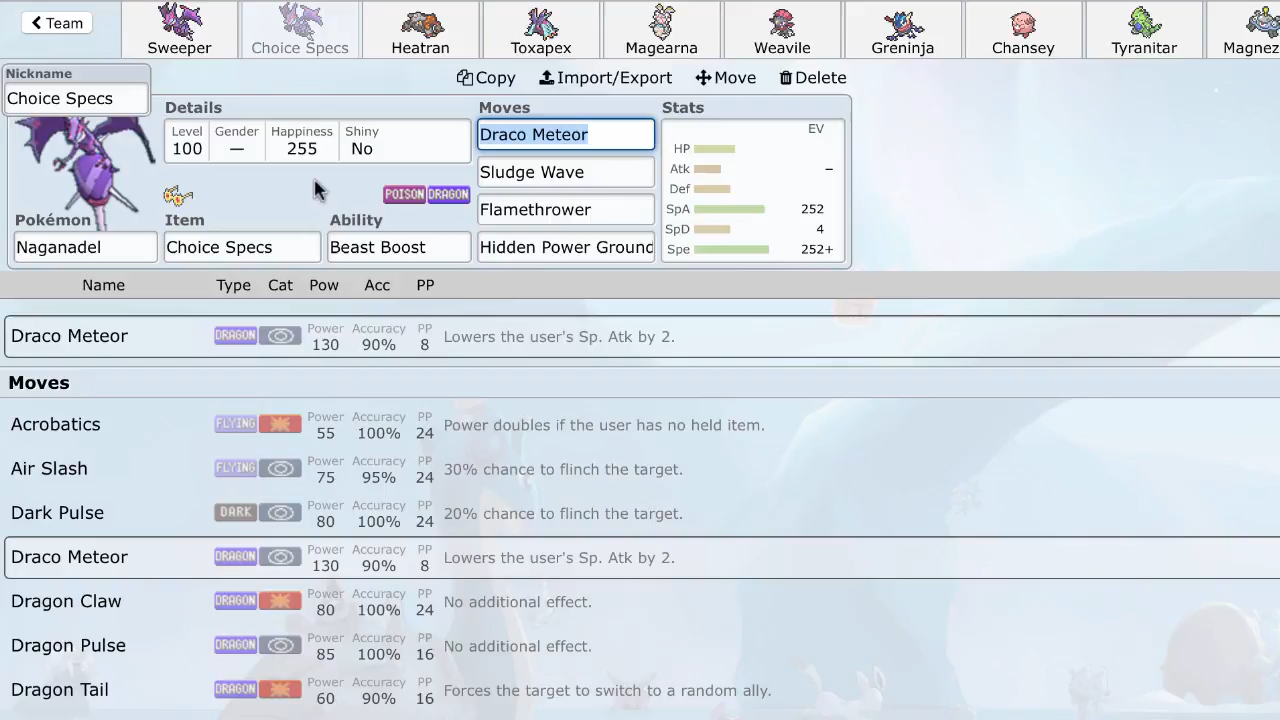 Team
Sweeper
Choice Specs
Heatran
Toxapex
Magearna
Weavile
Greninja
Chansey
Tyranitar
Magnez
Nickname
Choice Specs
Copy
Import/Export
Move
Delete
Details
Moves
Stats
Level
100
Gender
—
Happiness
255
Shiny
No
POISON DRAGON
Pokémon
Naganadel
Item
Choice Specs
Ability
Beast Boost
Draco Meteor
Sludge Wave
Flamethrower
Hidden Power Ground
EV
HP
Atk –
Def
SpA 252
SpD 4
Spe 252+
Name Type Cat Pow Acc PP
Draco Meteor DRAGON Power 130 Accuracy 90% PP 8 Lowers the user's Sp. Atk by 2.
Moves
Acrobatics FLYING Power 55 Accuracy 100% PP 24 Power doubles if the user has no held item.
Air Slash FLYING Power 75 Accuracy 95% PP 24 30% chance to flinch the target.
Dark Pulse DARK Power 80 Accuracy 100% PP 24 20% chance to flinch the target.
Draco Meteor DRAGON Power 130 Accuracy 90% PP 8 Lowers the user's Sp. Atk by 2.
Dragon Claw DRAGON Power 80 Accuracy 100% PP 24 No additional effect.
Dragon Pulse DRAGON Power 85 Accuracy 100% PP 16 No additional effect.
Dragon Tail DRAGON Power 60 Accuracy 90% PP 16 Forces the target to switch to a random ally.